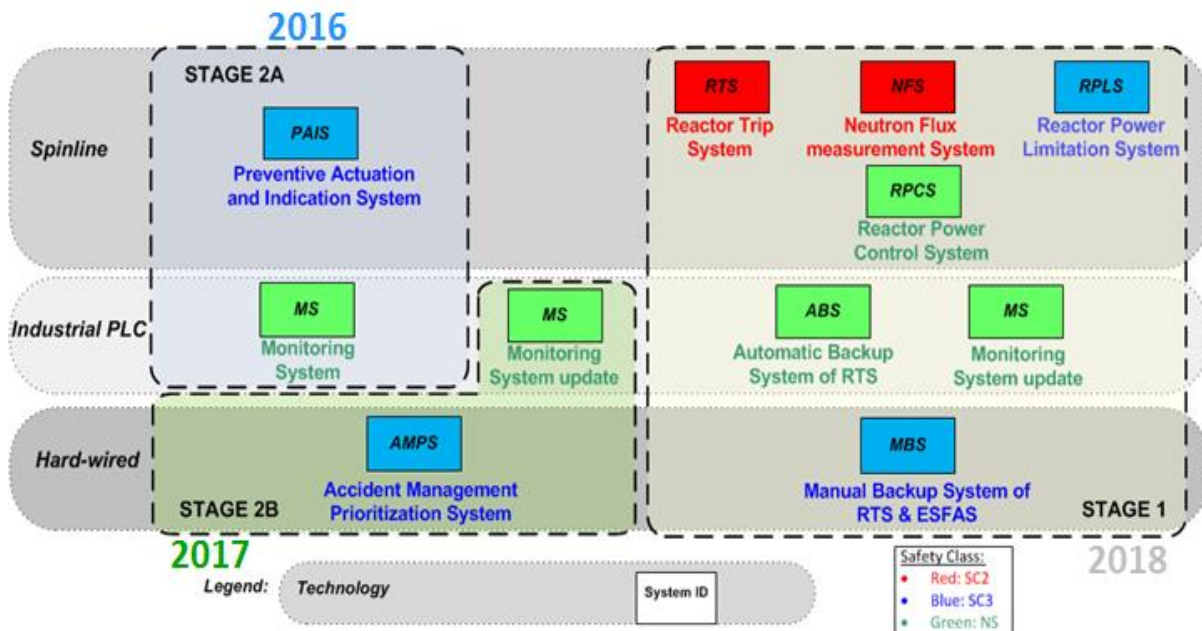 2016
STAGE 2A
Spinline
PAIS
Preventive Actuation
and Indication System
RTS
Reactor Trip
System
NFS
Neutron Flux
measurement System
RPLS
Reactor Power
Limitation System
RPCS
Reactor Power
Control System
Industrial PLC
MS
Monitoring
System
MS
Monitoring
System update
ABS
Automatic Backup
System of RTS
MS
Monitoring
System update
Hard-wired
AMPS
Accident Management
Prioritization System
STAGE 2B
MBS
Manual Backup System of
RTS & ESFAS
STAGE 1
2017
2018
Legend:
Technology
System ID
Safety Class:
• Red: SC2
• Blue: SC3
• Green: NS